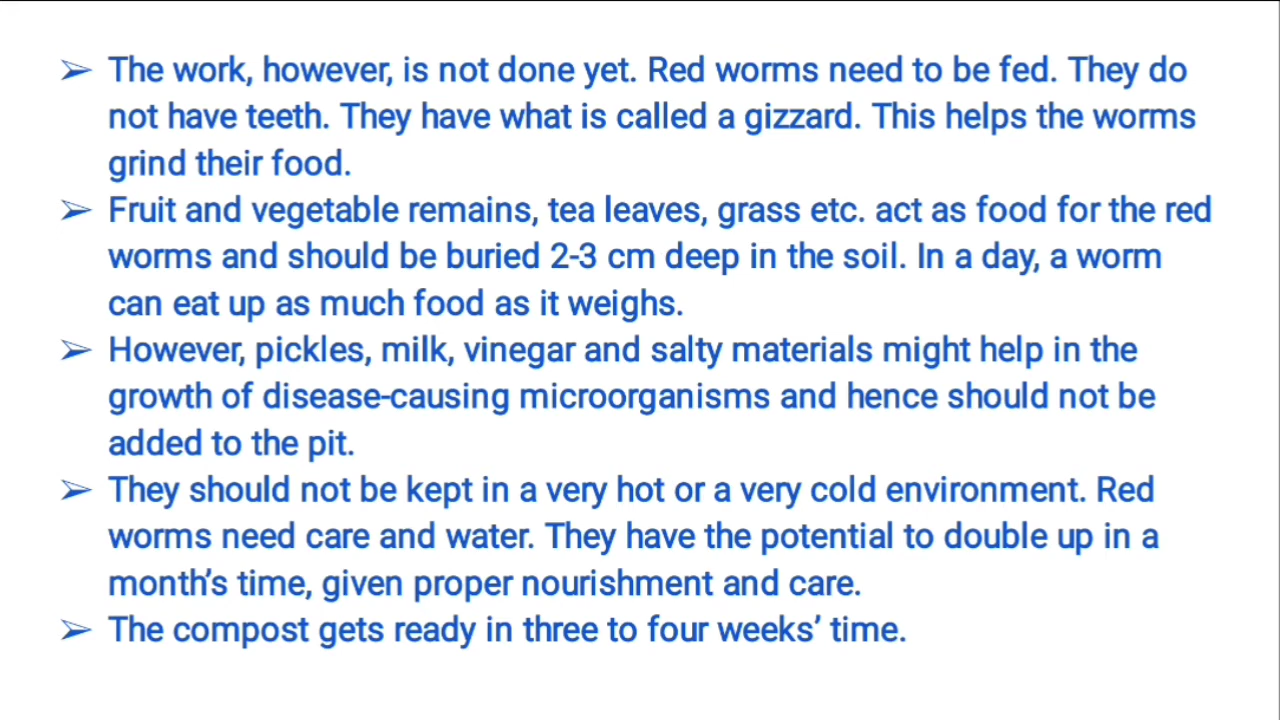 ➢ The work, however, is not done yet. Red worms need to be fed. They do
not have teeth. They have what is called a gizzard. This helps the worms
grind their food.
➢ Fruit and vegetable remains, tea leaves, grass etc. act as food for the red
worms and should be buried 2-3 cm deep in the soil. In a day, a worm
can eat up as much food as it weighs.
➢ However, pickles, milk, vinegar and salty materials might help in the
growth of disease-causing microorganisms and hence should not be
added to the pit.
➢ They should not be kept in a very hot or a very cold environment. Red
worms need care and water. They have the potential to double up in a
month’s time, given proper nourishment and care.
➢ The compost gets ready in three to four weeks’ time.